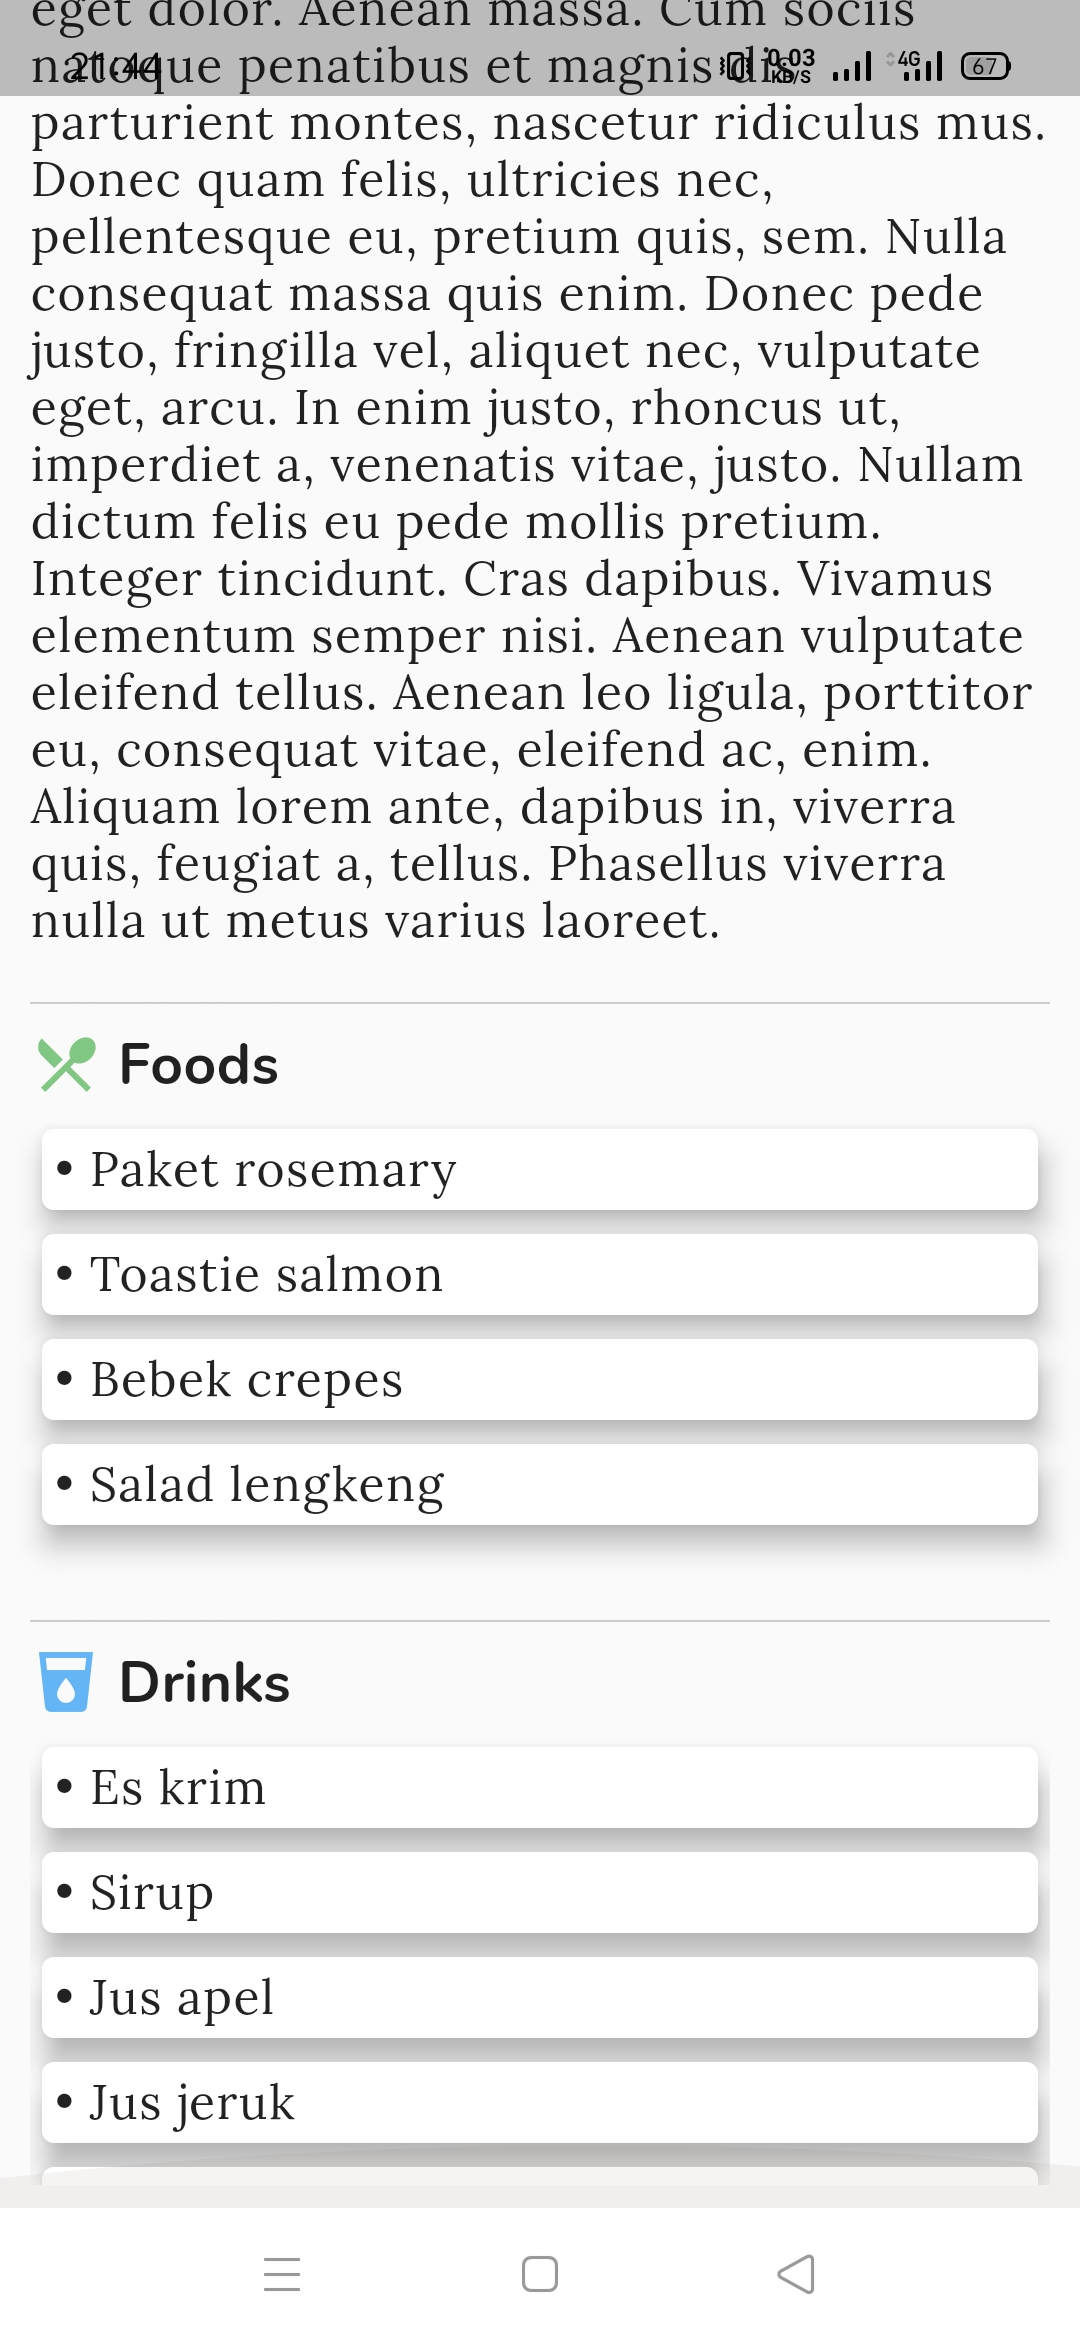 eget dolor. Aenean massa. Cum sociis
natoque penatibus et magnis dis
21:44
0.03
KB/S
4G
67
parturient montes, nascetur ridiculus mus.
Donec quam felis, ultricies nec,
pellentesque eu, pretium quis, sem. Nulla
consequat massa quis enim. Donec pede
justo, fringilla vel, aliquet nec, vulputate
eget, arcu. In enim justo, rhoncus ut,
imperdiet a, venenatis vitae, justo. Nullam
dictum felis eu pede mollis pretium.
Integer tincidunt. Cras dapibus. Vivamus
elementum semper nisi. Aenean vulputate
eleifend tellus. Aenean leo ligula, porttitor
eu, consequat vitae, eleifend ac, enim.
Aliquam lorem ante, dapibus in, viverra
quis, feugiat a, tellus. Phasellus viverra
nulla ut metus varius laoreet.
Foods
• Paket rosemary
• Toastie salmon
• Bebek crepes
• Salad lengkeng
Drinks
• Es krim
• Sirup
• Jus apel
• Jus jeruk